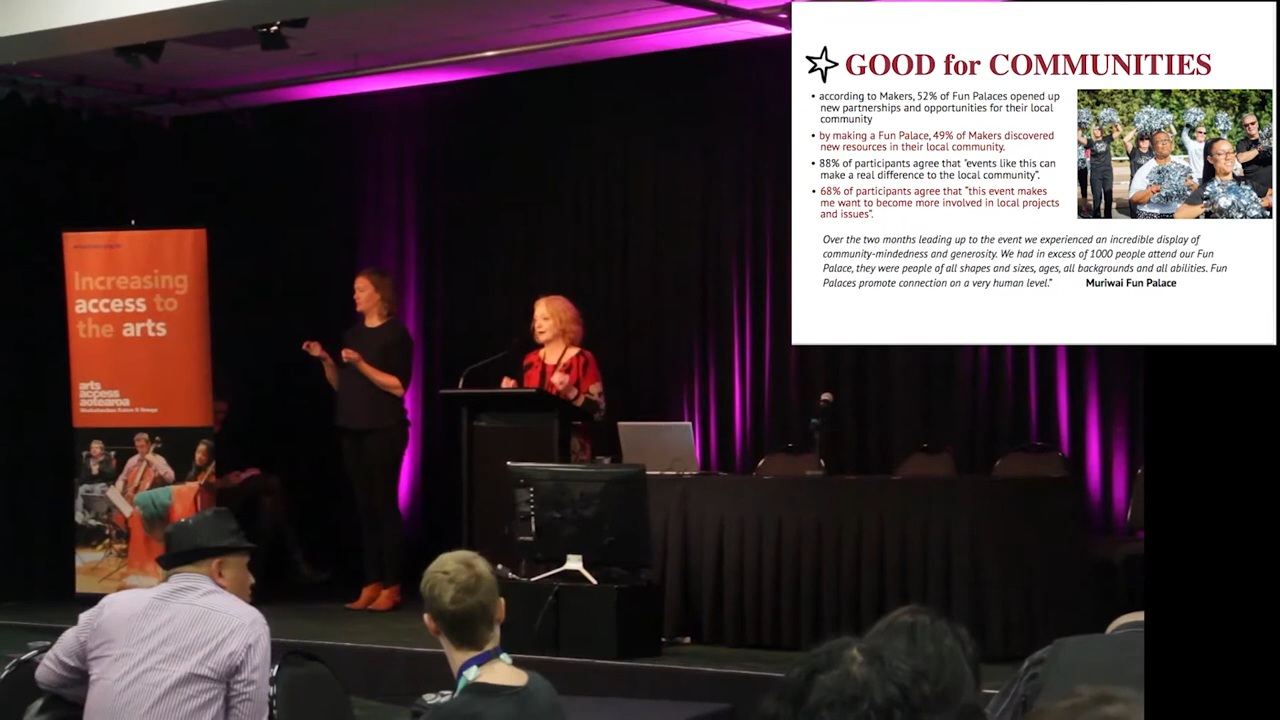 GOOD for COMMUNITIES
• according to Makers, 52% of Fun Palaces opened up
new partnerships and opportunities for their local
community
• by making a Fun Palace, 49% of Makers discovered
new resources in their local community.
• 88% of participants agree that "events like this can
make a real difference to the local community".
• 68% of participants agree that "this event makes
me want to become more involved in local projects
and issues".
Over the two months leading up to the event we experienced an incredible display of
community-mindedness and generosity. We had in excess of 1000 people attend our Fun
Palace, they were people of all shapes and sizes, ages, all backgrounds and all abilities. Fun
Palaces promote connection on a very human level." Muriwai Fun Palace
Increasing
access to
the arts
arts
access
aotearoa